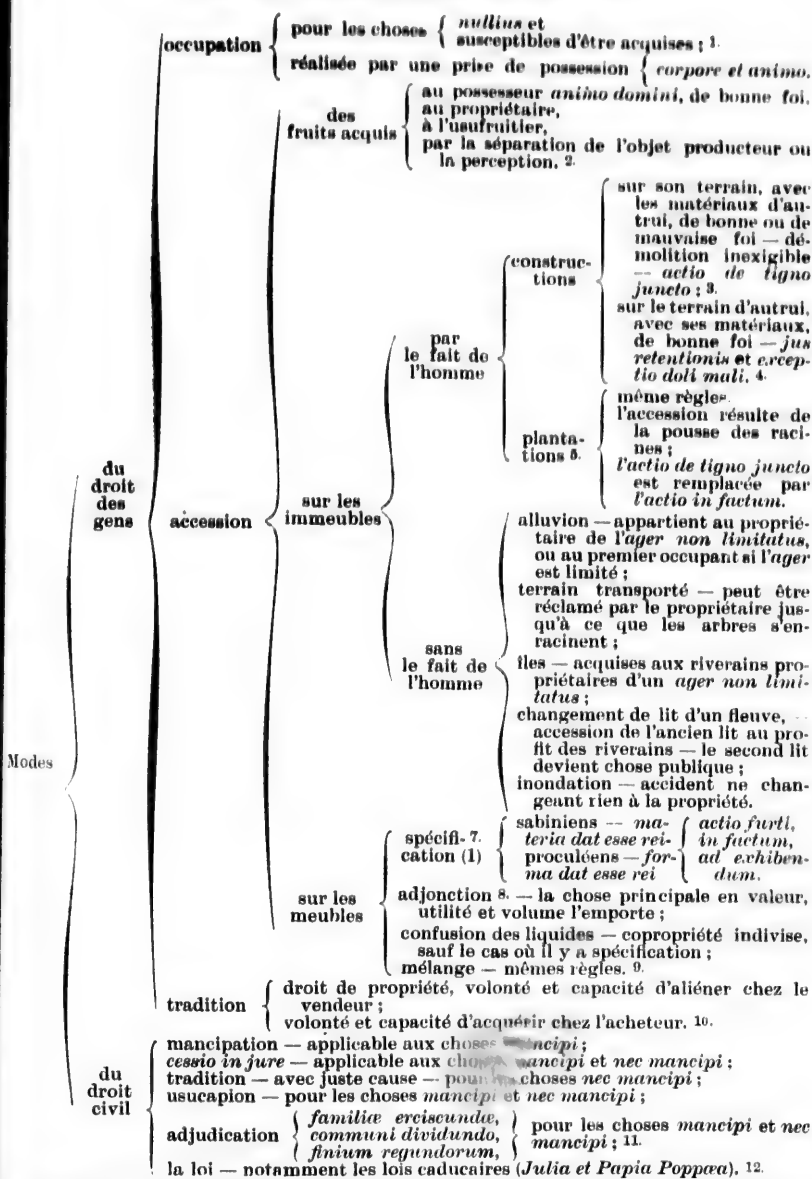 Modes
du
droit
des
gens
occupation
pour les choses
nullius et
susceptibles d'être acquises ; 1.
réalisée par une prise de possession
corpore et animo.
accession
des
fruits acquis
au possesseur animo domini, de bonne foi,
au propriétaire,
à l'usufruitier,
par la séparation de l'objet producteur ou
la perception. 2.
sur les
immeubles
par
le fait de
l'homme
construc-
tions
sur son terrain, avec
les matériaux d'au-
trui, de bonne ou de
mauvaise foi — dé-
molition inexigible
— actio de tigno
juncto ; 3.
sur le terrain d'autrui,
avec ses matériaux,
de bonne foi — jus
retentionis et excep-
tio doli mali. 4.
planta-
tions 5.
même règles.
l'accession résulte de
la pousse des raci-
nes ;
l'actio de tigno juncto
est remplacée par
l'actio in factum.
sans
le fait de
l'homme
alluvion — appartient au proprié-
taire de l'ager non limitatus,
ou au premier occupant si l'ager
est limité ;
terrain transporté — peut être
réclamé par le propriétaire jus-
qu'à ce que les arbres s'en-
racinent ;
îles — acquises aux riverains pro-
priétaires d'un ager non limi-
tatus ;
changement de lit d'un fleuve,
accession de l'ancien lit au pro-
fit des riverains — le second lit
devient chose publique ;
inondation — accident ne chan-
geant rien à la propriété.
sur les
meubles
spécifi- 7.
cation (1)
sabiniens — ma-
teria dat esse rei-
proculéens — for-
ma dat esse rei
actio furti,
in factum,
ad exhiben-
dum.
adjonction 8. — la chose principale en valeur,
utilité et volume l'emporte ;
confusion des liquides — copropriété indivise,
sauf le cas où il y a spécification ;
mélange — mêmes règles. 9.
tradition
droit de propriété, volonté et capacité d'aliéner chez le
vendeur ;
volonté et capacité d'acquérir chez l'acheteur. 10.
du
droit
civil
mancipation — applicable aux choses mancipi ;
cessio in jure — applicable aux choses mancipi et nec mancipi ;
tradition — avec juste cause — pour les choses nec mancipi ;
usucapion — pour les choses mancipi et nec mancipi ;
adjudication
familiæ erciscundæ,
communi dividundo,
finium regundorum,
pour les choses mancipi et nec
mancipi ; 11.
la loi — notamment les lois caducaires (Julia et Papia Poppæa). 12.